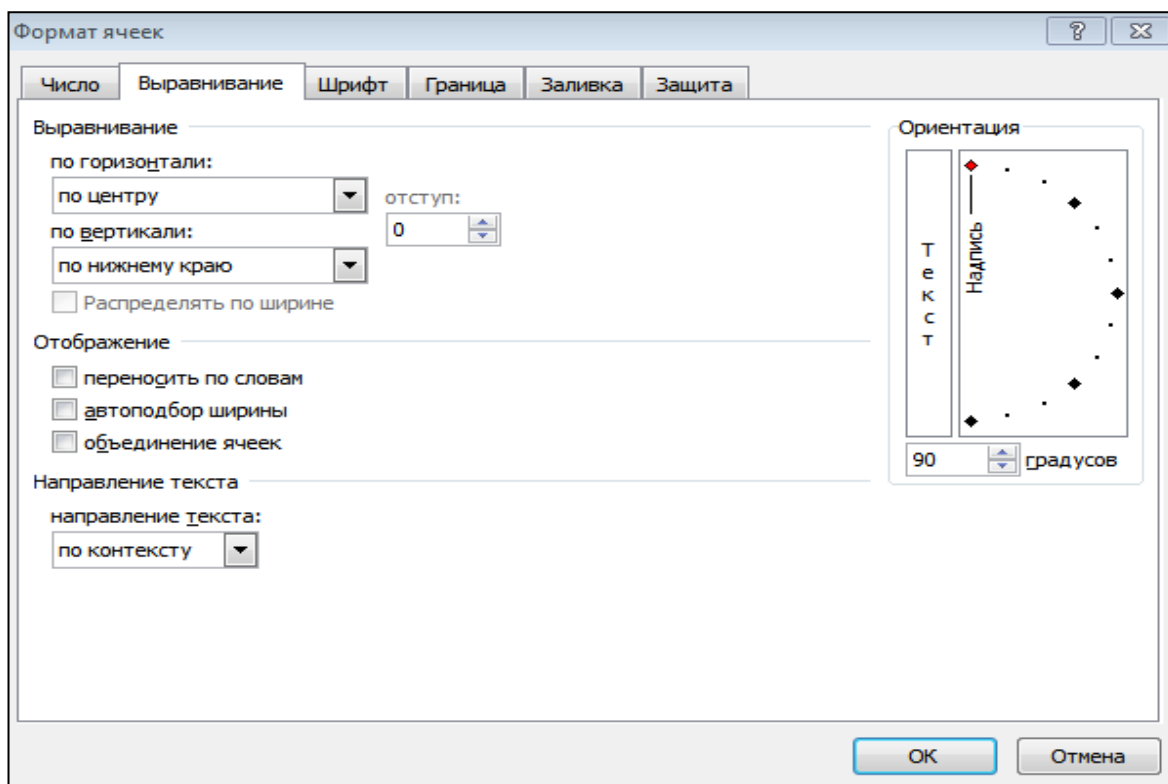 Формат ячеек
Число Выравнивание Шрифт Граница Заливка Защита
Выравнивание
по горизонтали:
по центру
отступ:
0
по вертикали:
по нижнему краю
Распределять по ширине
Отображение
переносить по словам
автоподбор ширины
объединение ячеек
Направление текста
направление текста:
по контексту
Ориентация
Текст
Надпись
90 градусов
ОК Отмена